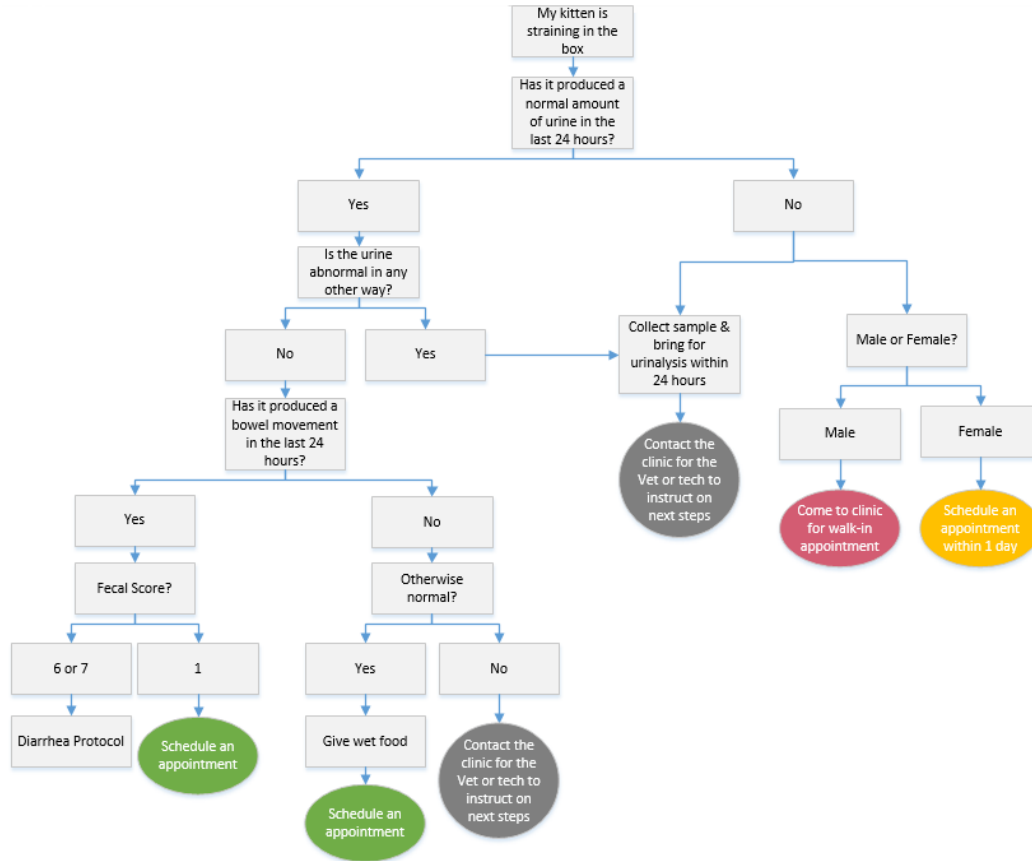 My kitten is
straining in the
box
Has it produced a
normal amount
of urine in the
last 24 hours?
Yes
No
Is the urine
abnormal in any
other way?
No
Yes
Collect sample &
bring for
urinalysis within
24 hours
Male or Female?
Has it produced a
bowel movement
in the last 24
hours?
Contact the
clinic for the
Vet or tech to
instruct on
next steps
Male
Female
Come to clinic
for walk-in
appointment
Schedule an
appointment
within 1 day
Yes
No
Fecal Score?
Otherwise
normal?
6 or 7
1
Yes
No
Diarrhea Protocol
Schedule an
appointment
Give wet food
Contact the
clinic for the
Vet or tech to
instruct on
next steps
Schedule an
appointment